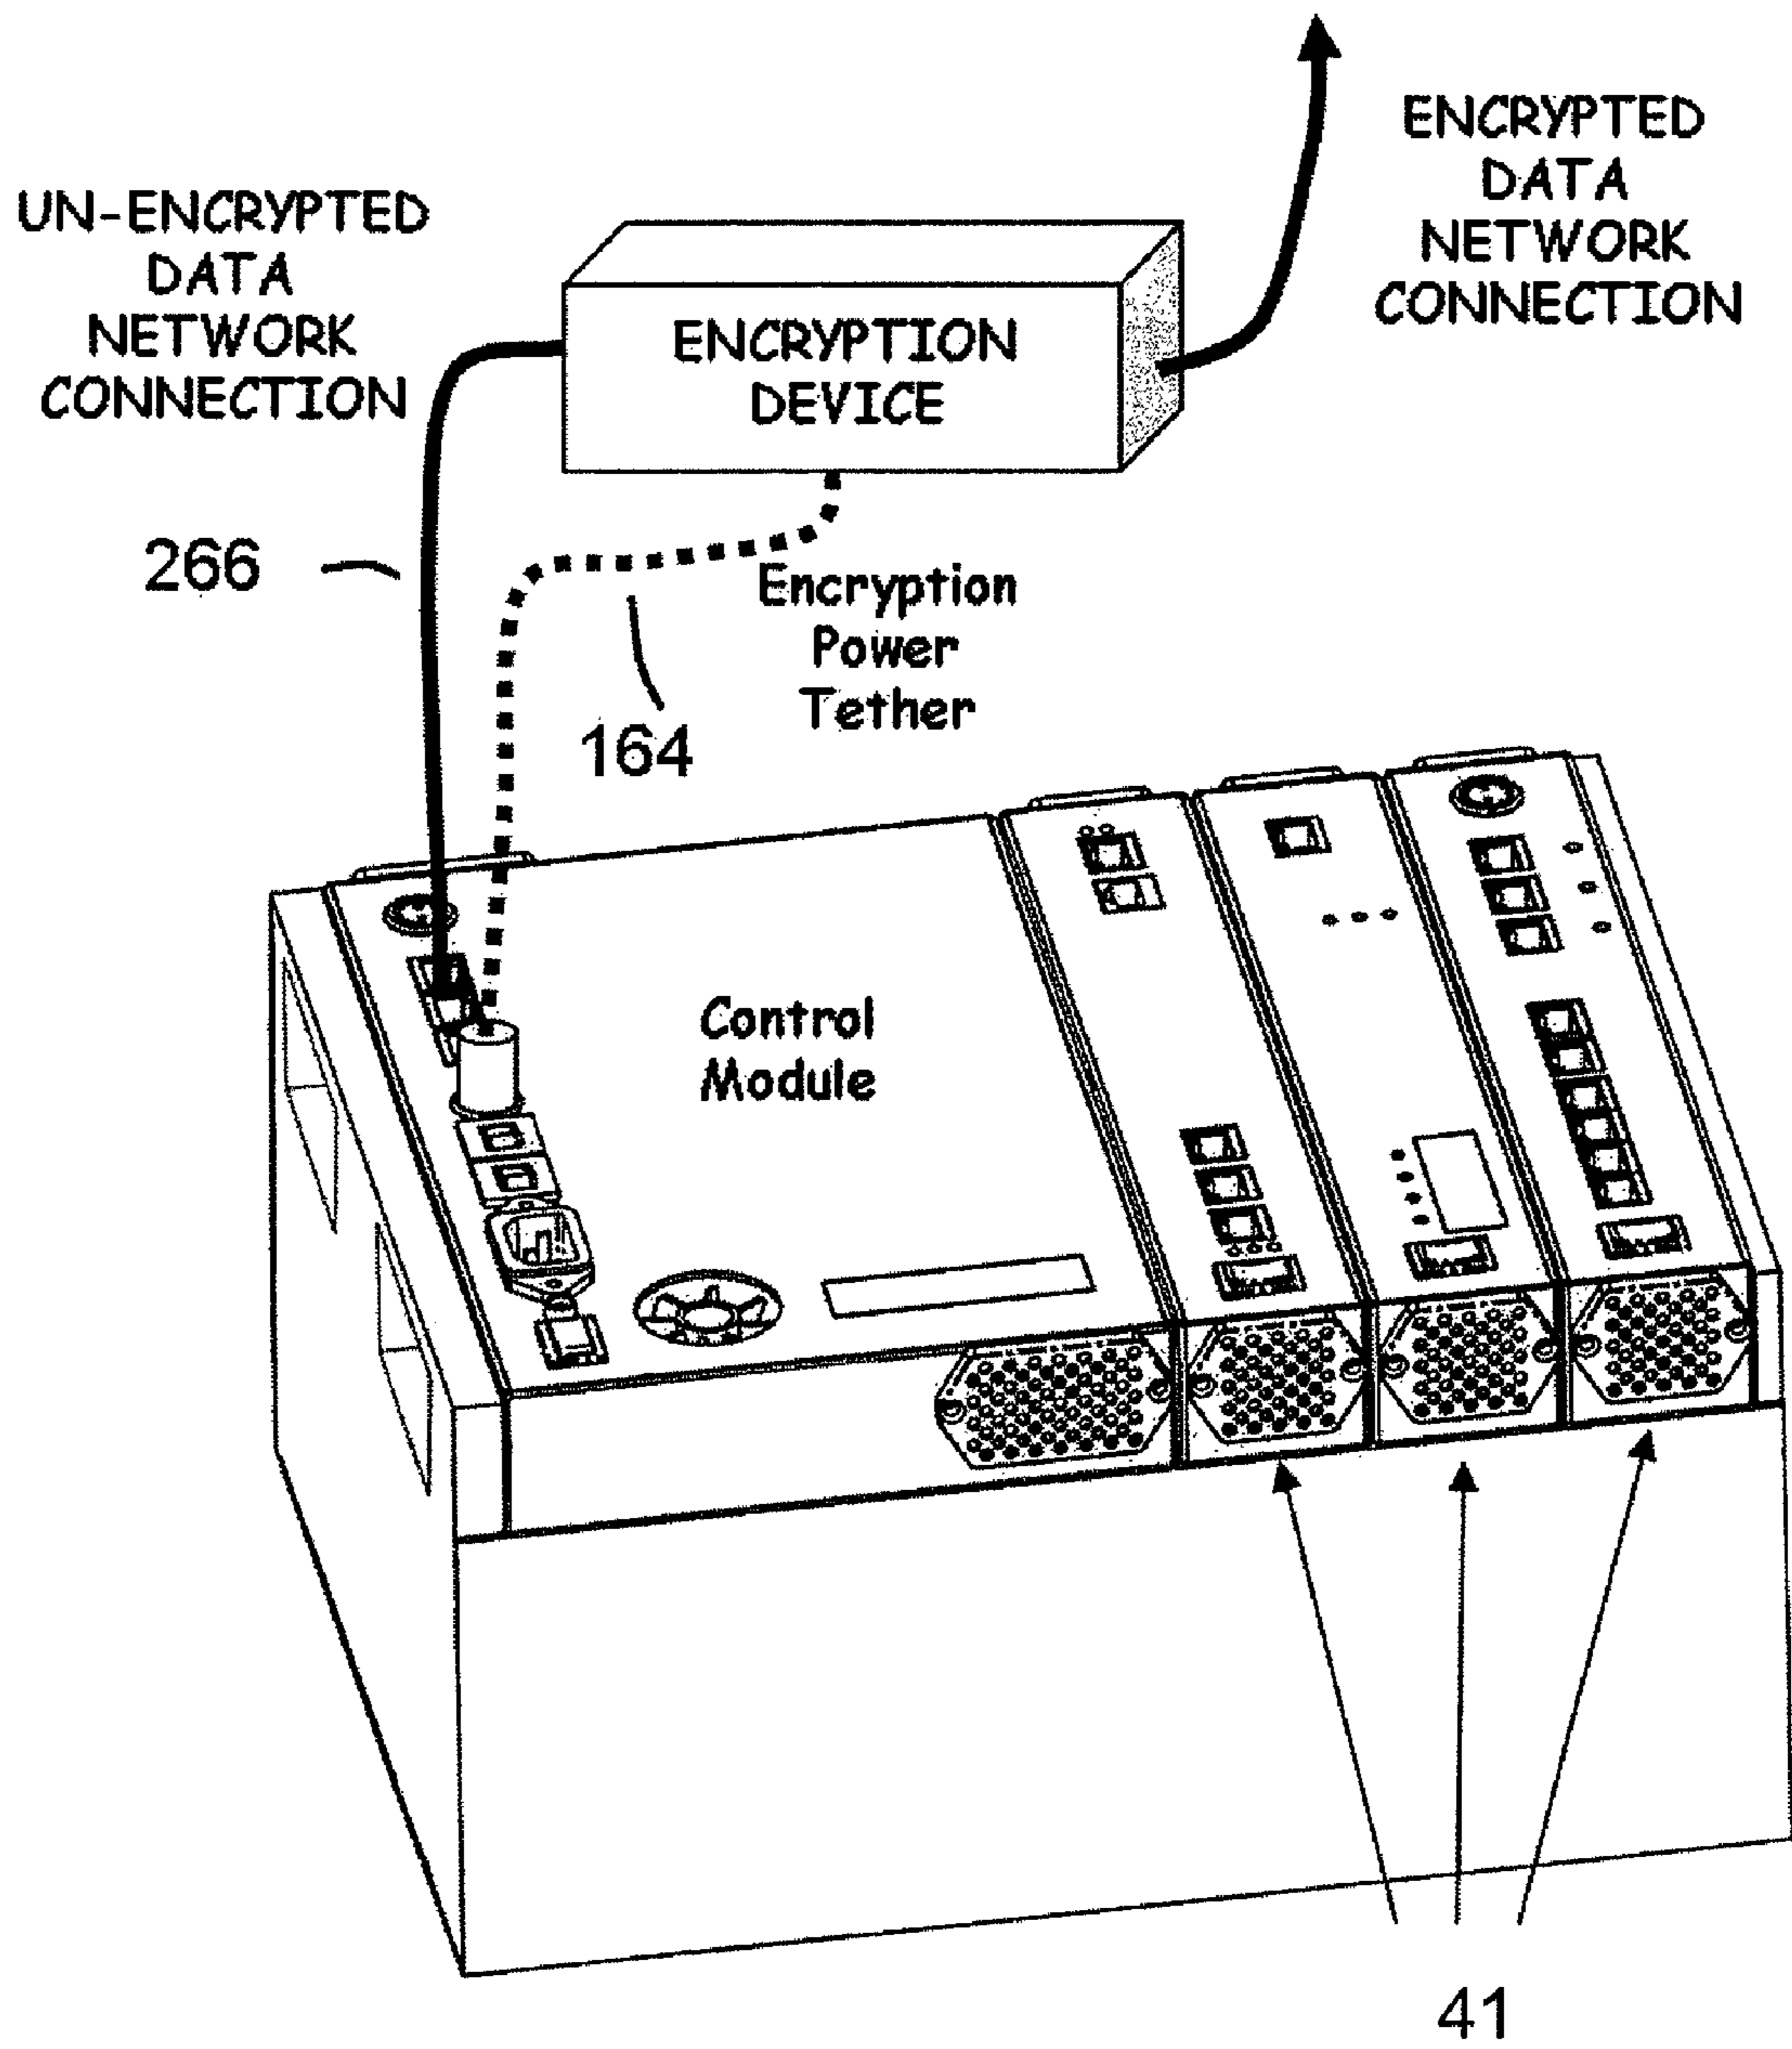 ENCRYPTED
DATA
NETWORK
CONNECTION
UN-ENCRYPTED
DATA
NETWORK
CONNECTION
ENCRYPTION
DEVICE
266
Encryption
Power
Tether
164
Control
Module
41